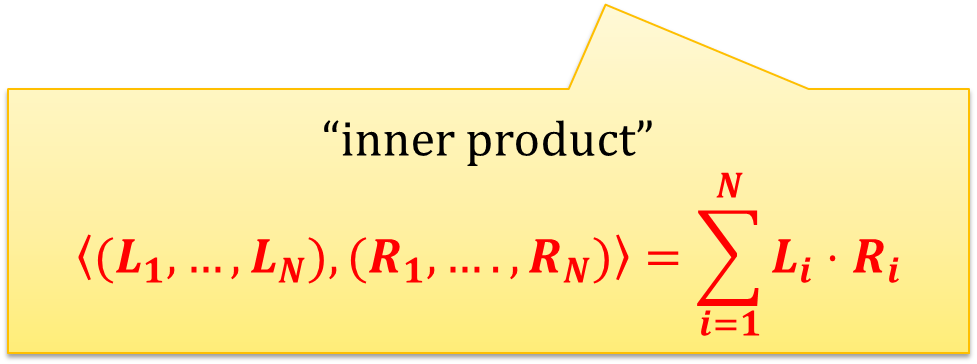 “inner product”
⟨(L₁, …, L_N), (R₁, … . , R_N)⟩ = ∑_{i=1}^{N} L_i · R_i